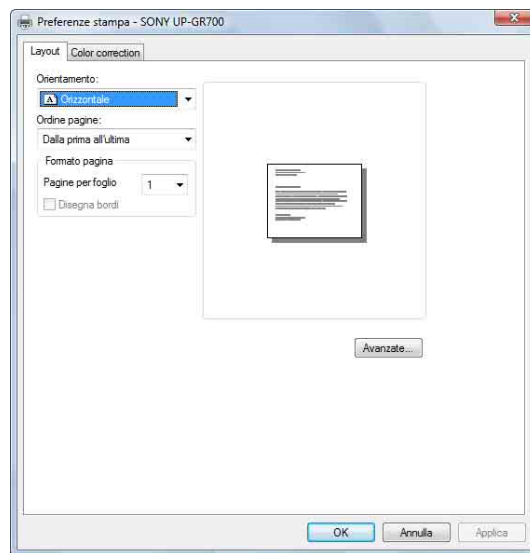 Preferenze stampa - SONY UP-GR700
Layout
Color correction
Orientamento:
A Orizzontale
Ordine pagine:
Dalla prima all'ultima
Formato pagina
Pagine per foglio
1
Disegna bordi
Avanzate...
OK
Annulla
Applica